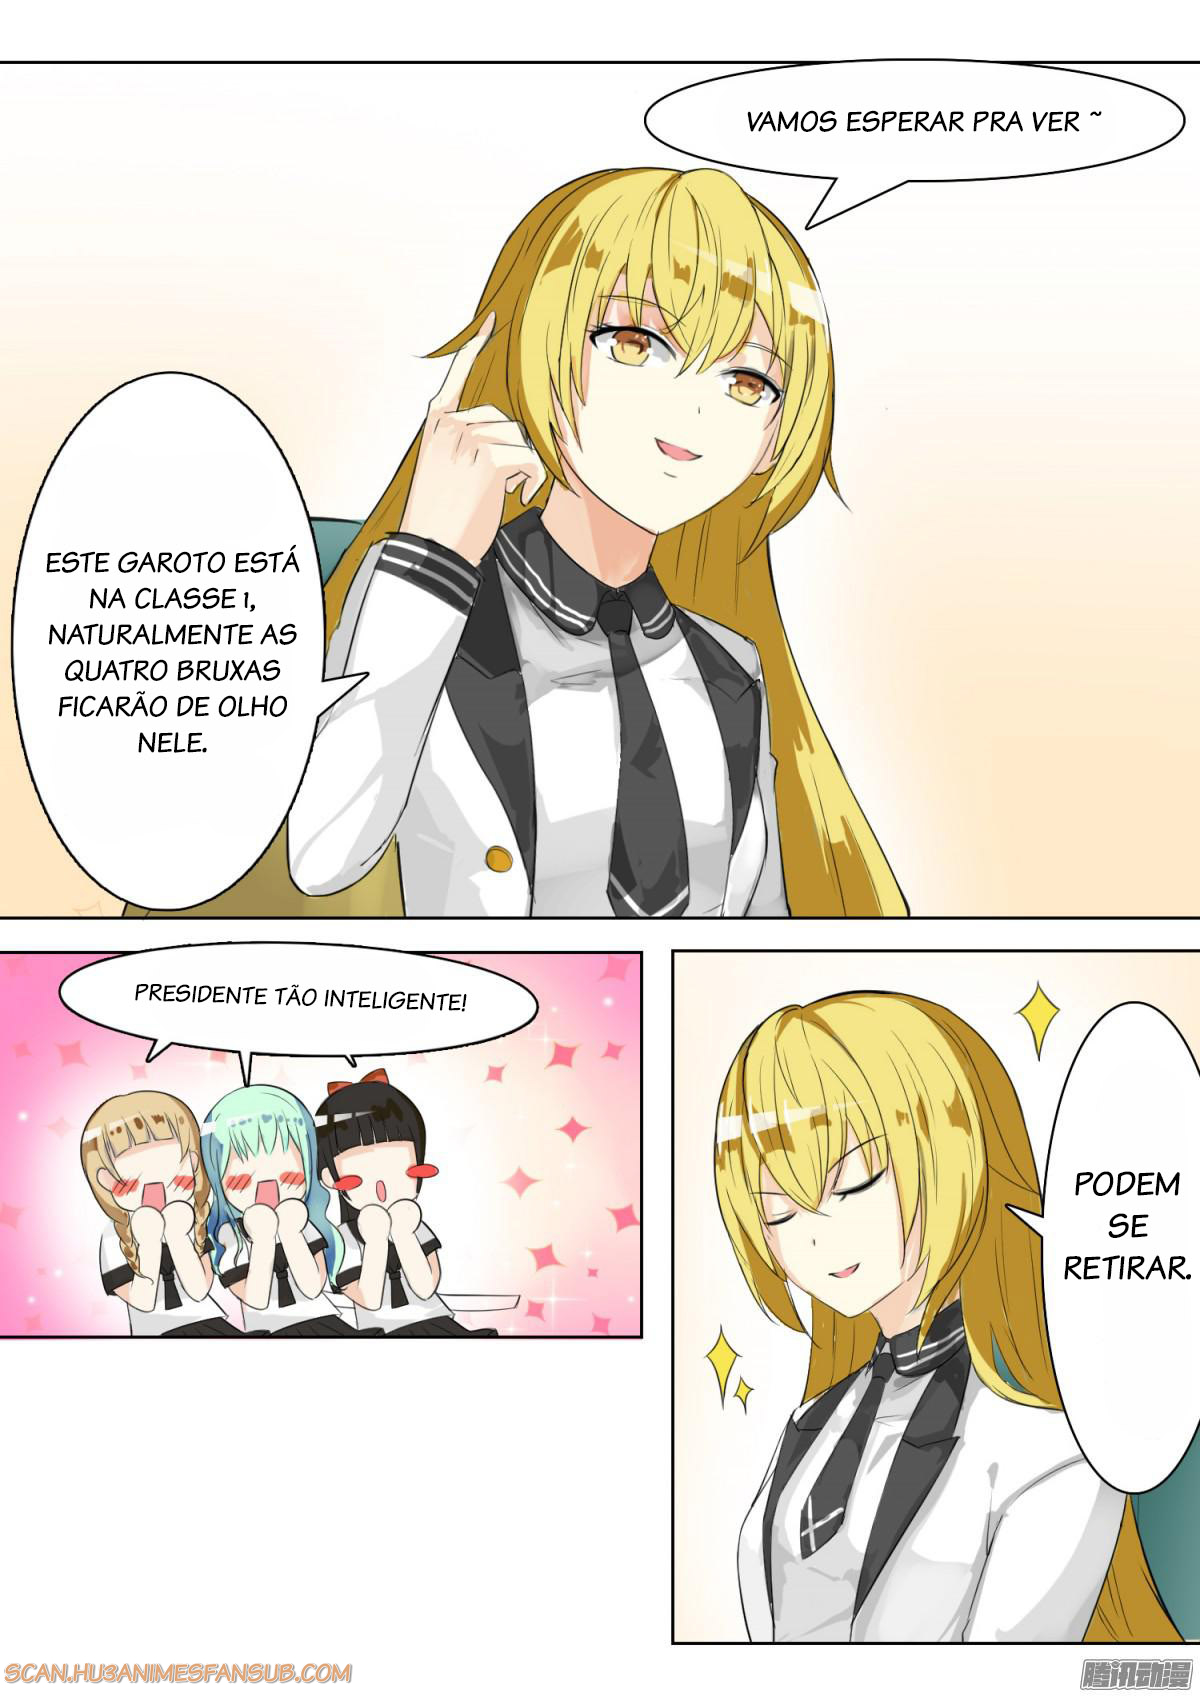 VAMOS ESPERAR PRA VER ~
ESTE GAROTO ESTÁ
NA CLASSE 1,
NATURALMENTE AS
QUATRO BRUXAS
FICARÃO DE OLHO
NELE.
PRESIDENTE TÃO INTELIGENTE!
PODEM
SE
RETIRAR.
SCAN.HU3ANIMESFANSUB.COM
腾讯动漫